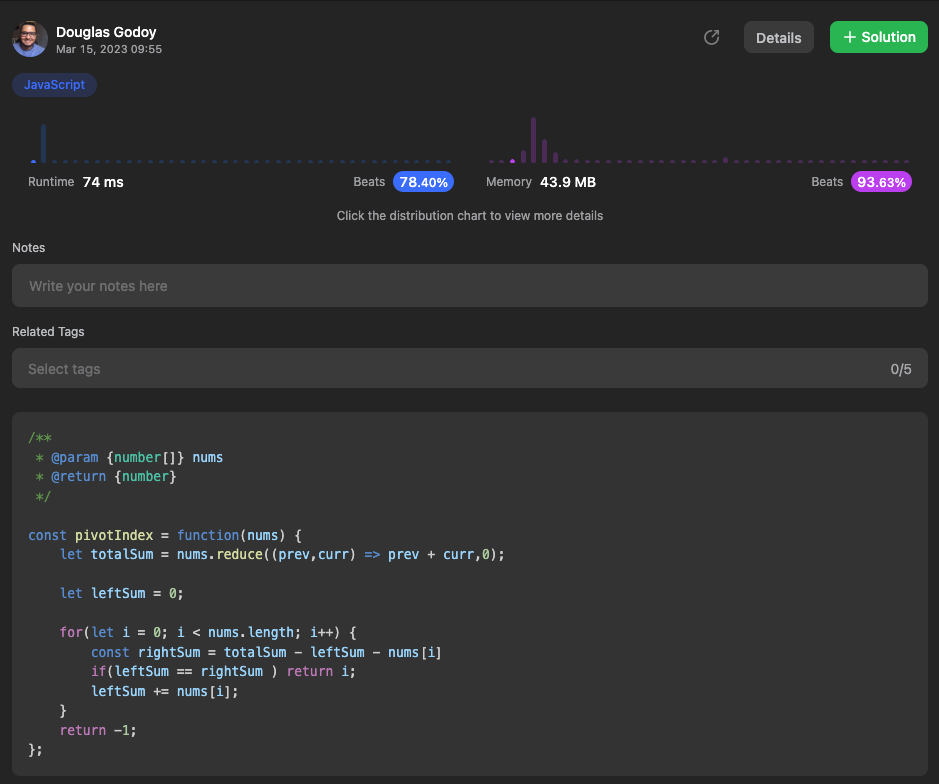 Douglas Godoy
Mar 15, 2023 09:55
Details
+ Solution
JavaScript
Runtime 74 ms
Beats 78.40%
Memory 43.9 MB
Beats 93.63%
Click the distribution chart to view more details
Notes
Write your notes here
Related Tags
Select tags
0/5
/**
 * @param {number[]} nums
 * @return {number}
 */
const pivotIndex = function(nums) {
    let totalSum = nums.reduce((prev,curr) => prev + curr,0);
    let leftSum = 0;
    for(let i = 0; i < nums.length; i++) {
        const rightSum = totalSum - leftSum - nums[i]
        if(leftSum == rightSum ) return i;
        leftSum += nums[i];
    }
    return -1;
};